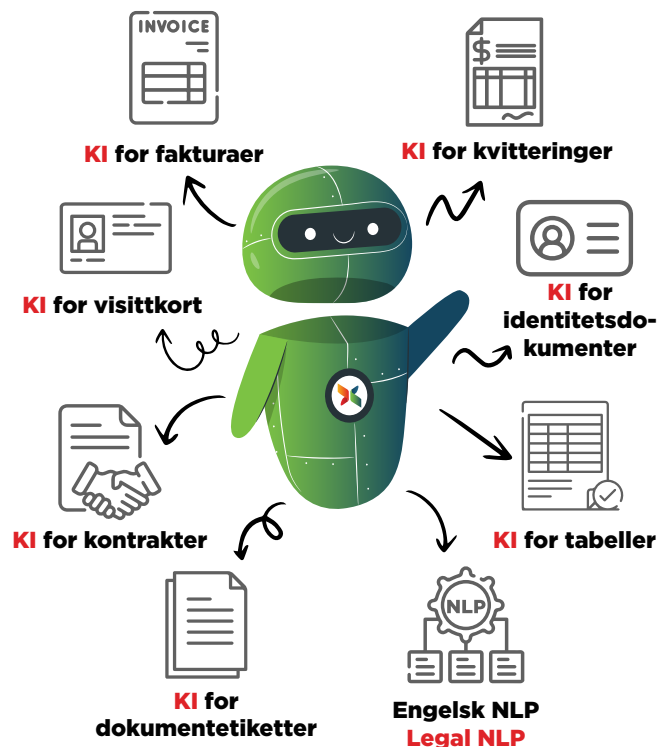 INVOICE
KI for fakturaer
$
KI for kvitteringer
KI for visittkort
KI for
identitetsdo-
kumenter
KI for kontrakter
KI for tabeller
KI for
dokumentetiketter
NLP
Engelsk NLP
Legal NLP